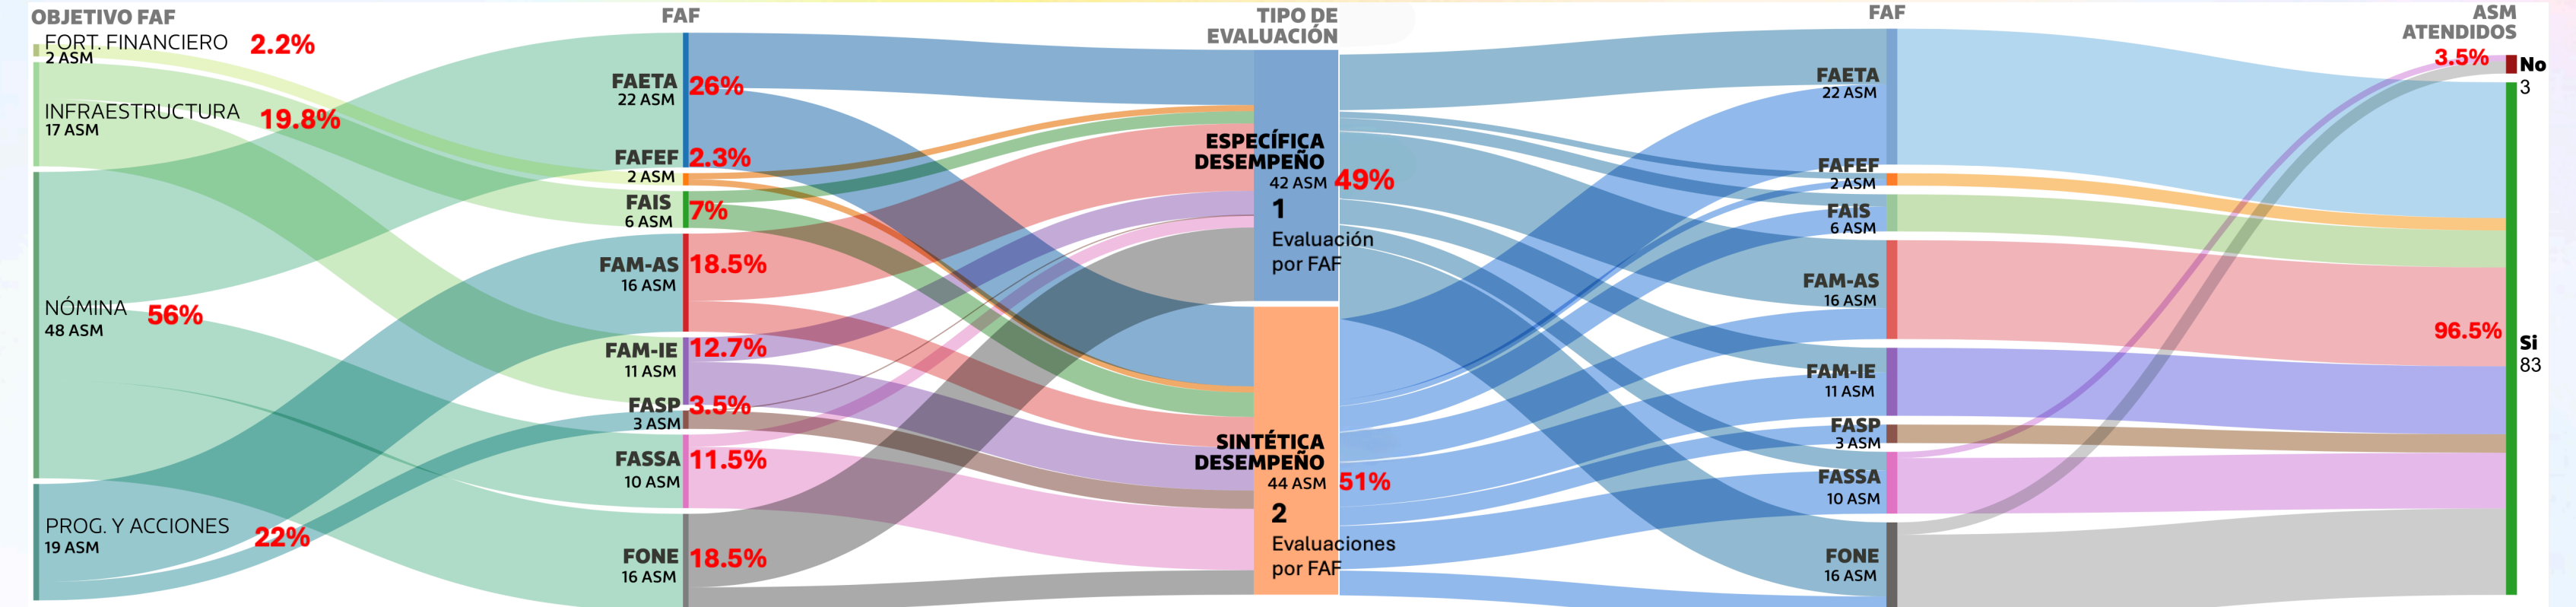 OBJETIVO FAF
FORT. FINANCIERO 2.2%
2 ASM
INFRAESTRUCTURA 19.8%
17 ASM
NÓMINA 56%
48 ASM
PROG. Y ACCIONES 22%
19 ASM
FAF
FAETA 26%
22 ASM
FAFEF 2.3%
2 ASM
FAIS 7%
6 ASM
FAM-AS 18.5%
16 ASM
FAM-IE 12.7%
11 ASM
FASP 3.5%
3 ASM
FASSA 11.5%
10 ASM
FONE 18.5%
16 ASM
TIPO DE
EVALUACIÓN
ESPECÍFICA
DESEMPEÑO
42 ASM 49%
1
Evaluación
por FAF
SINTÉTICA
DESEMPEÑO
44 ASM 51%
2
Evaluaciones
por FAF
FAF
FAETA
22 ASM
FAFEF
2 ASM
FAIS
6 ASM
FAM-AS
16 ASM
FAM-IE
11 ASM
FASP
3 ASM
FASSA
10 ASM
FONE
16 ASM
ASM
ATENDIDOS
3.5% No
3
96.5% Si
83